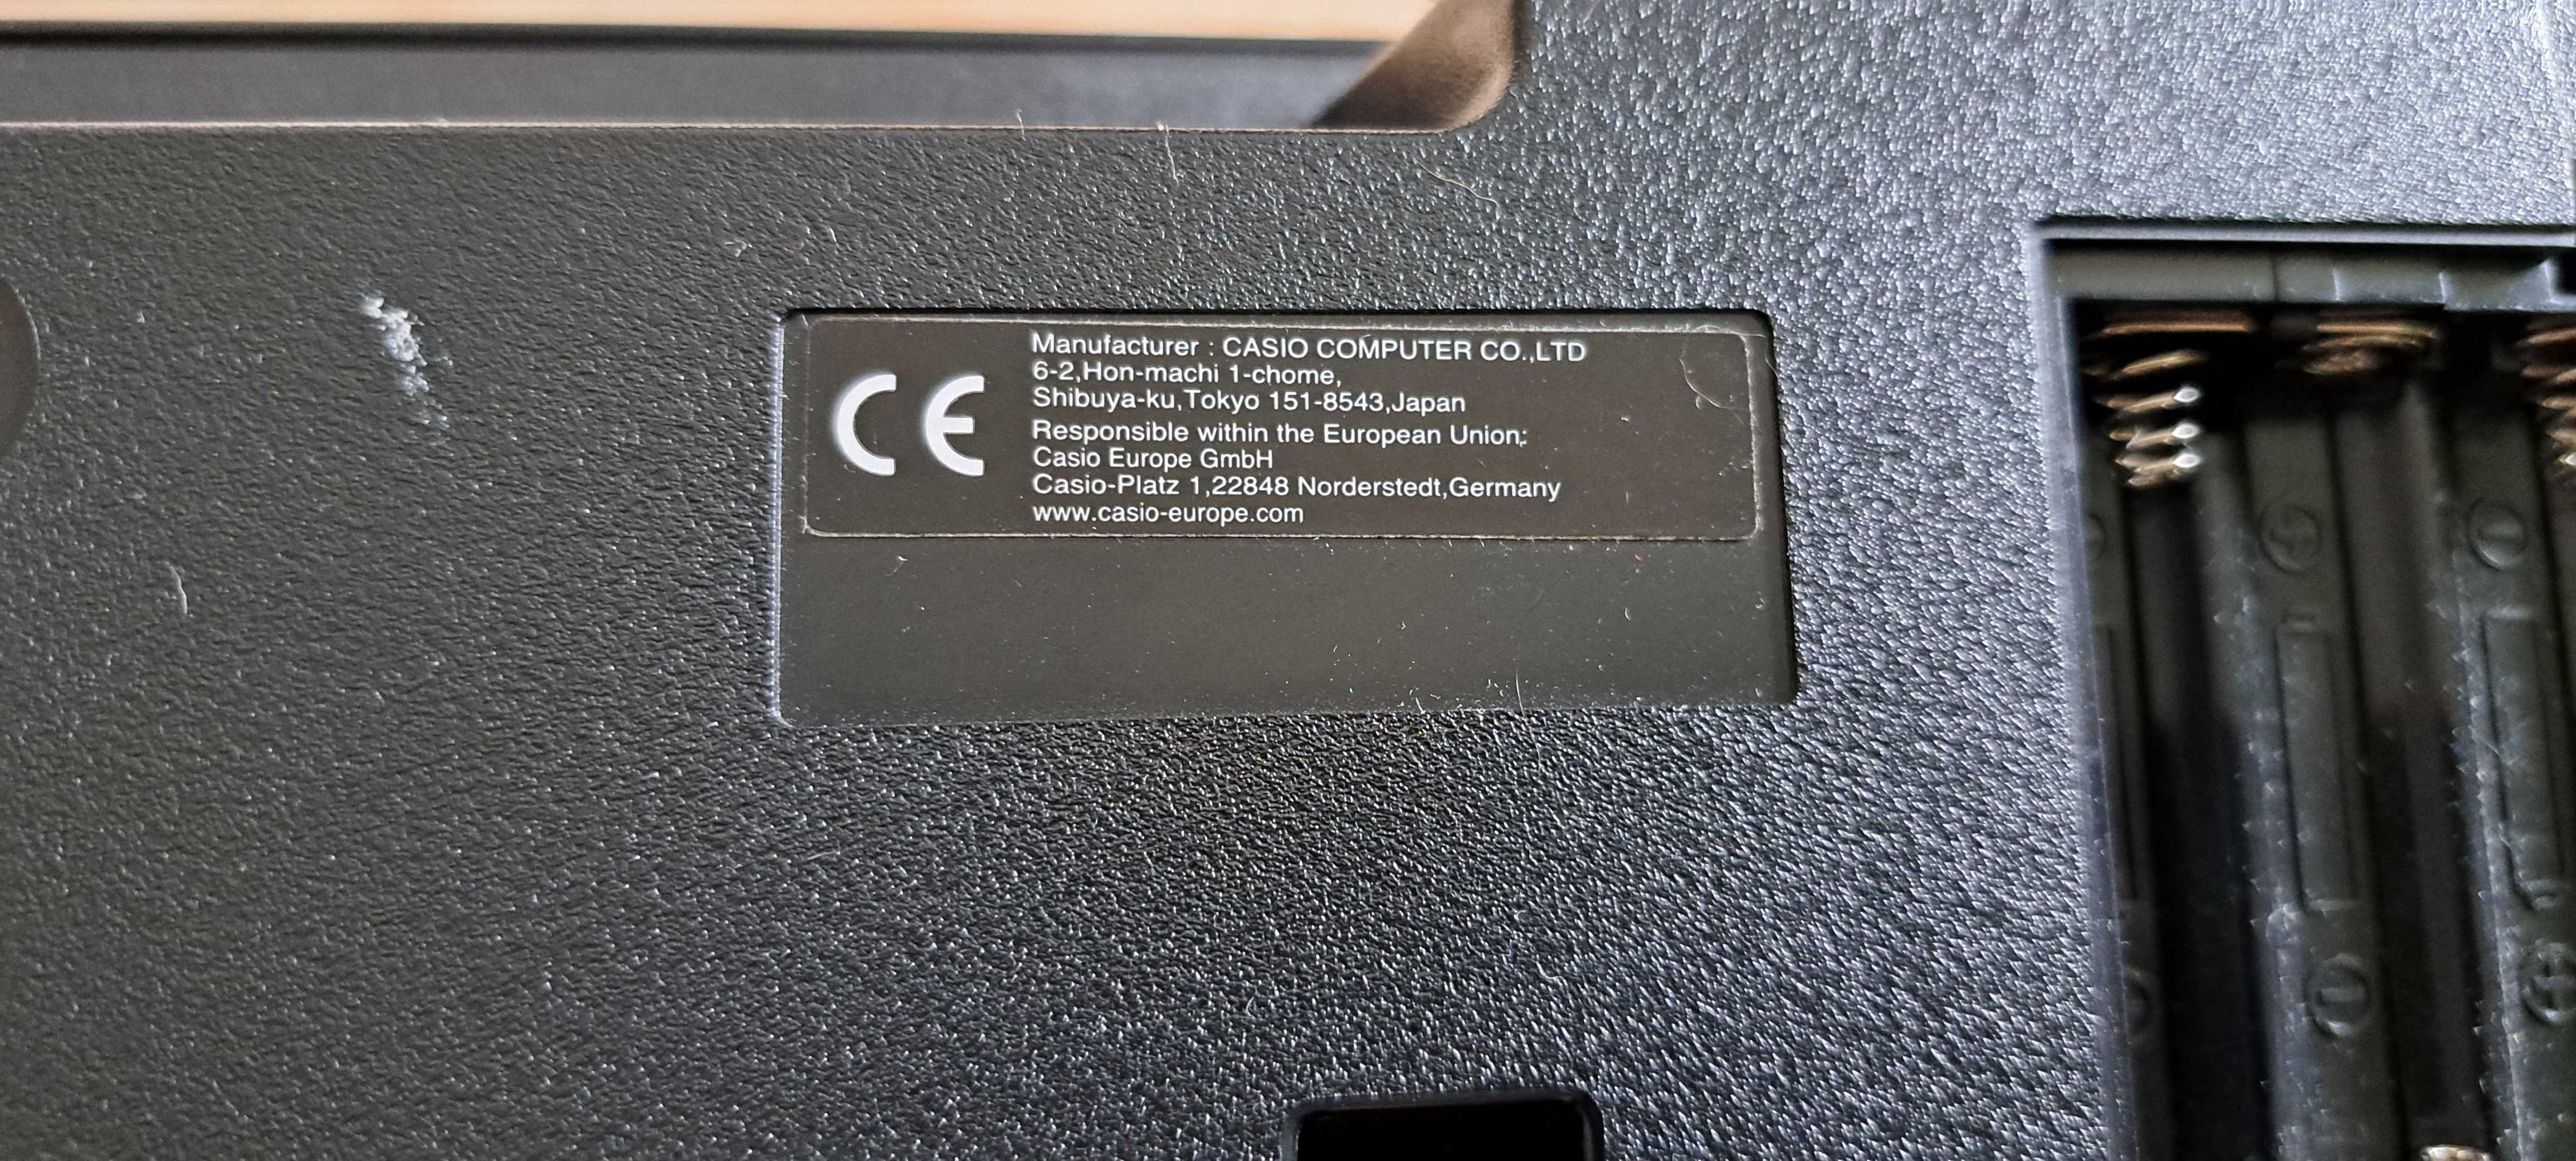 CE
Manufacturer : CASIO COMPUTER CO.,LTD
6-2,Hon-machi 1-chome,
Shibuya-ku,Tokyo 151-8543,Japan
Responsible within the European Union:
Casio Europe GmbH
Casio-Platz 1,22848 Norderstedt,Germany
www.casio-europe.com